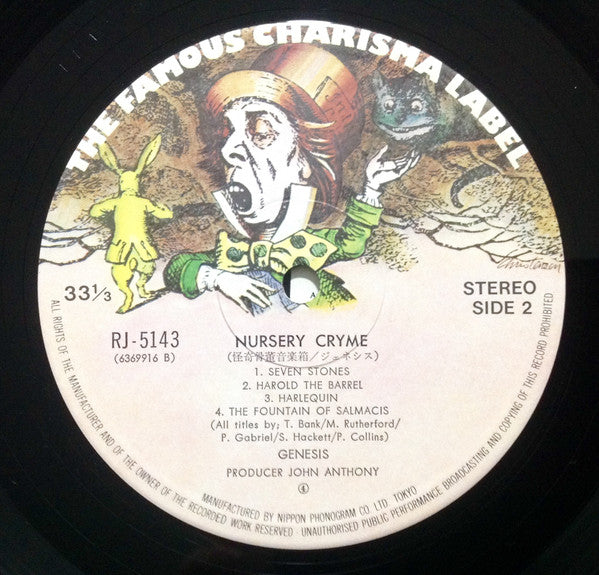 THE FAMOUS CHARISMA LABEL
33⅓
STEREO
SIDE 2
RJ-5143
(6369916 B)
NURSERY CRYME
(怪奇骨董音楽箱/ジェネシス)
1. SEVEN STONES
2. HAROLD THE BARREL
3. HARLEQUIN
4. THE FOUNTAIN OF SALMACIS
(All titles by; T. Bank/M. Rutherford/
P. Gabriel/S. Hackett/P. Collins)
GENESIS
PRODUCER JOHN ANTHONY
④
ALL RIGHTS OF THE MANUFACTURER AND OF THE OWNER OF THE RECORDED WORK RESERVED · UNAUTHORISED PUBLIC PERFORMANCE BROADCASTING AND COPYING OF THIS RECORD PROHIBITED
MANUFACTURED BY NIPPON PHONOGRAM CO LTD TOKYO